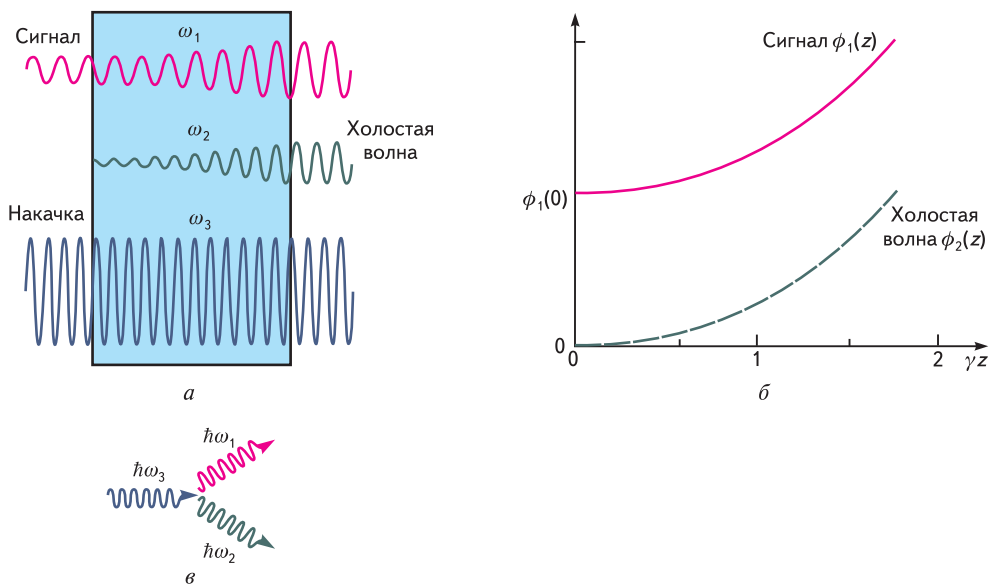 Сигнал
ω₁
ω₂
Холостая
волна
Накачка
ω₃
а
Сигнал ϕ₁(z)
ϕ₁(0)
Холостая
волна ϕ₂(z)
0
0
1
2
γz
б
ħω₁
ħω₃
ħω₂
в